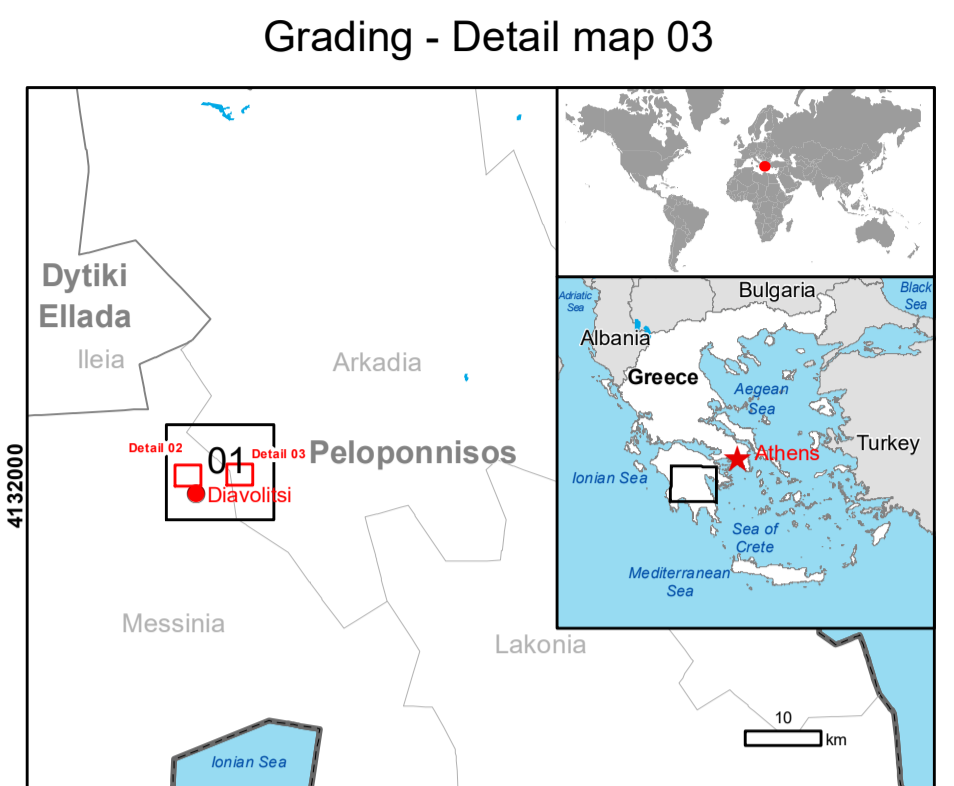 Grading - Detail map 03
Dytiki
Ellada
Ileia
Arkadia
4132000
Detail 02
01
Detail 03
Peloponnisos
Diavolitsi
Messinia
Lakonia
Ionian Sea
10
km
Adriatic
Sea
Bulgaria
Black
Sea
Albania
Greece
Aegean
Sea
Turkey
Athens
Ionian Sea
Sea of
Crete
Mediterranean
Sea